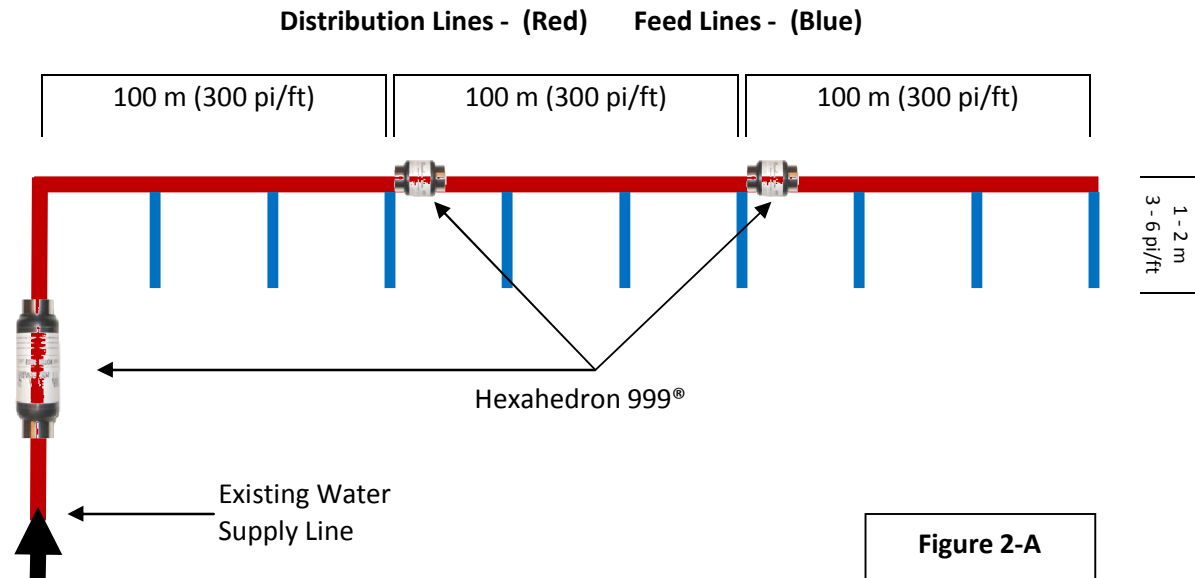 Distribution Lines - (Red) Feed Lines - (Blue)
100 m (300 pi/ft)
100 m (300 pi/ft)
100 m (300 pi/ft)
1 - 2 m
3 - 6 pi/ft
Hexahedron 999®
Existing Water
Supply Line
Figure 2-A